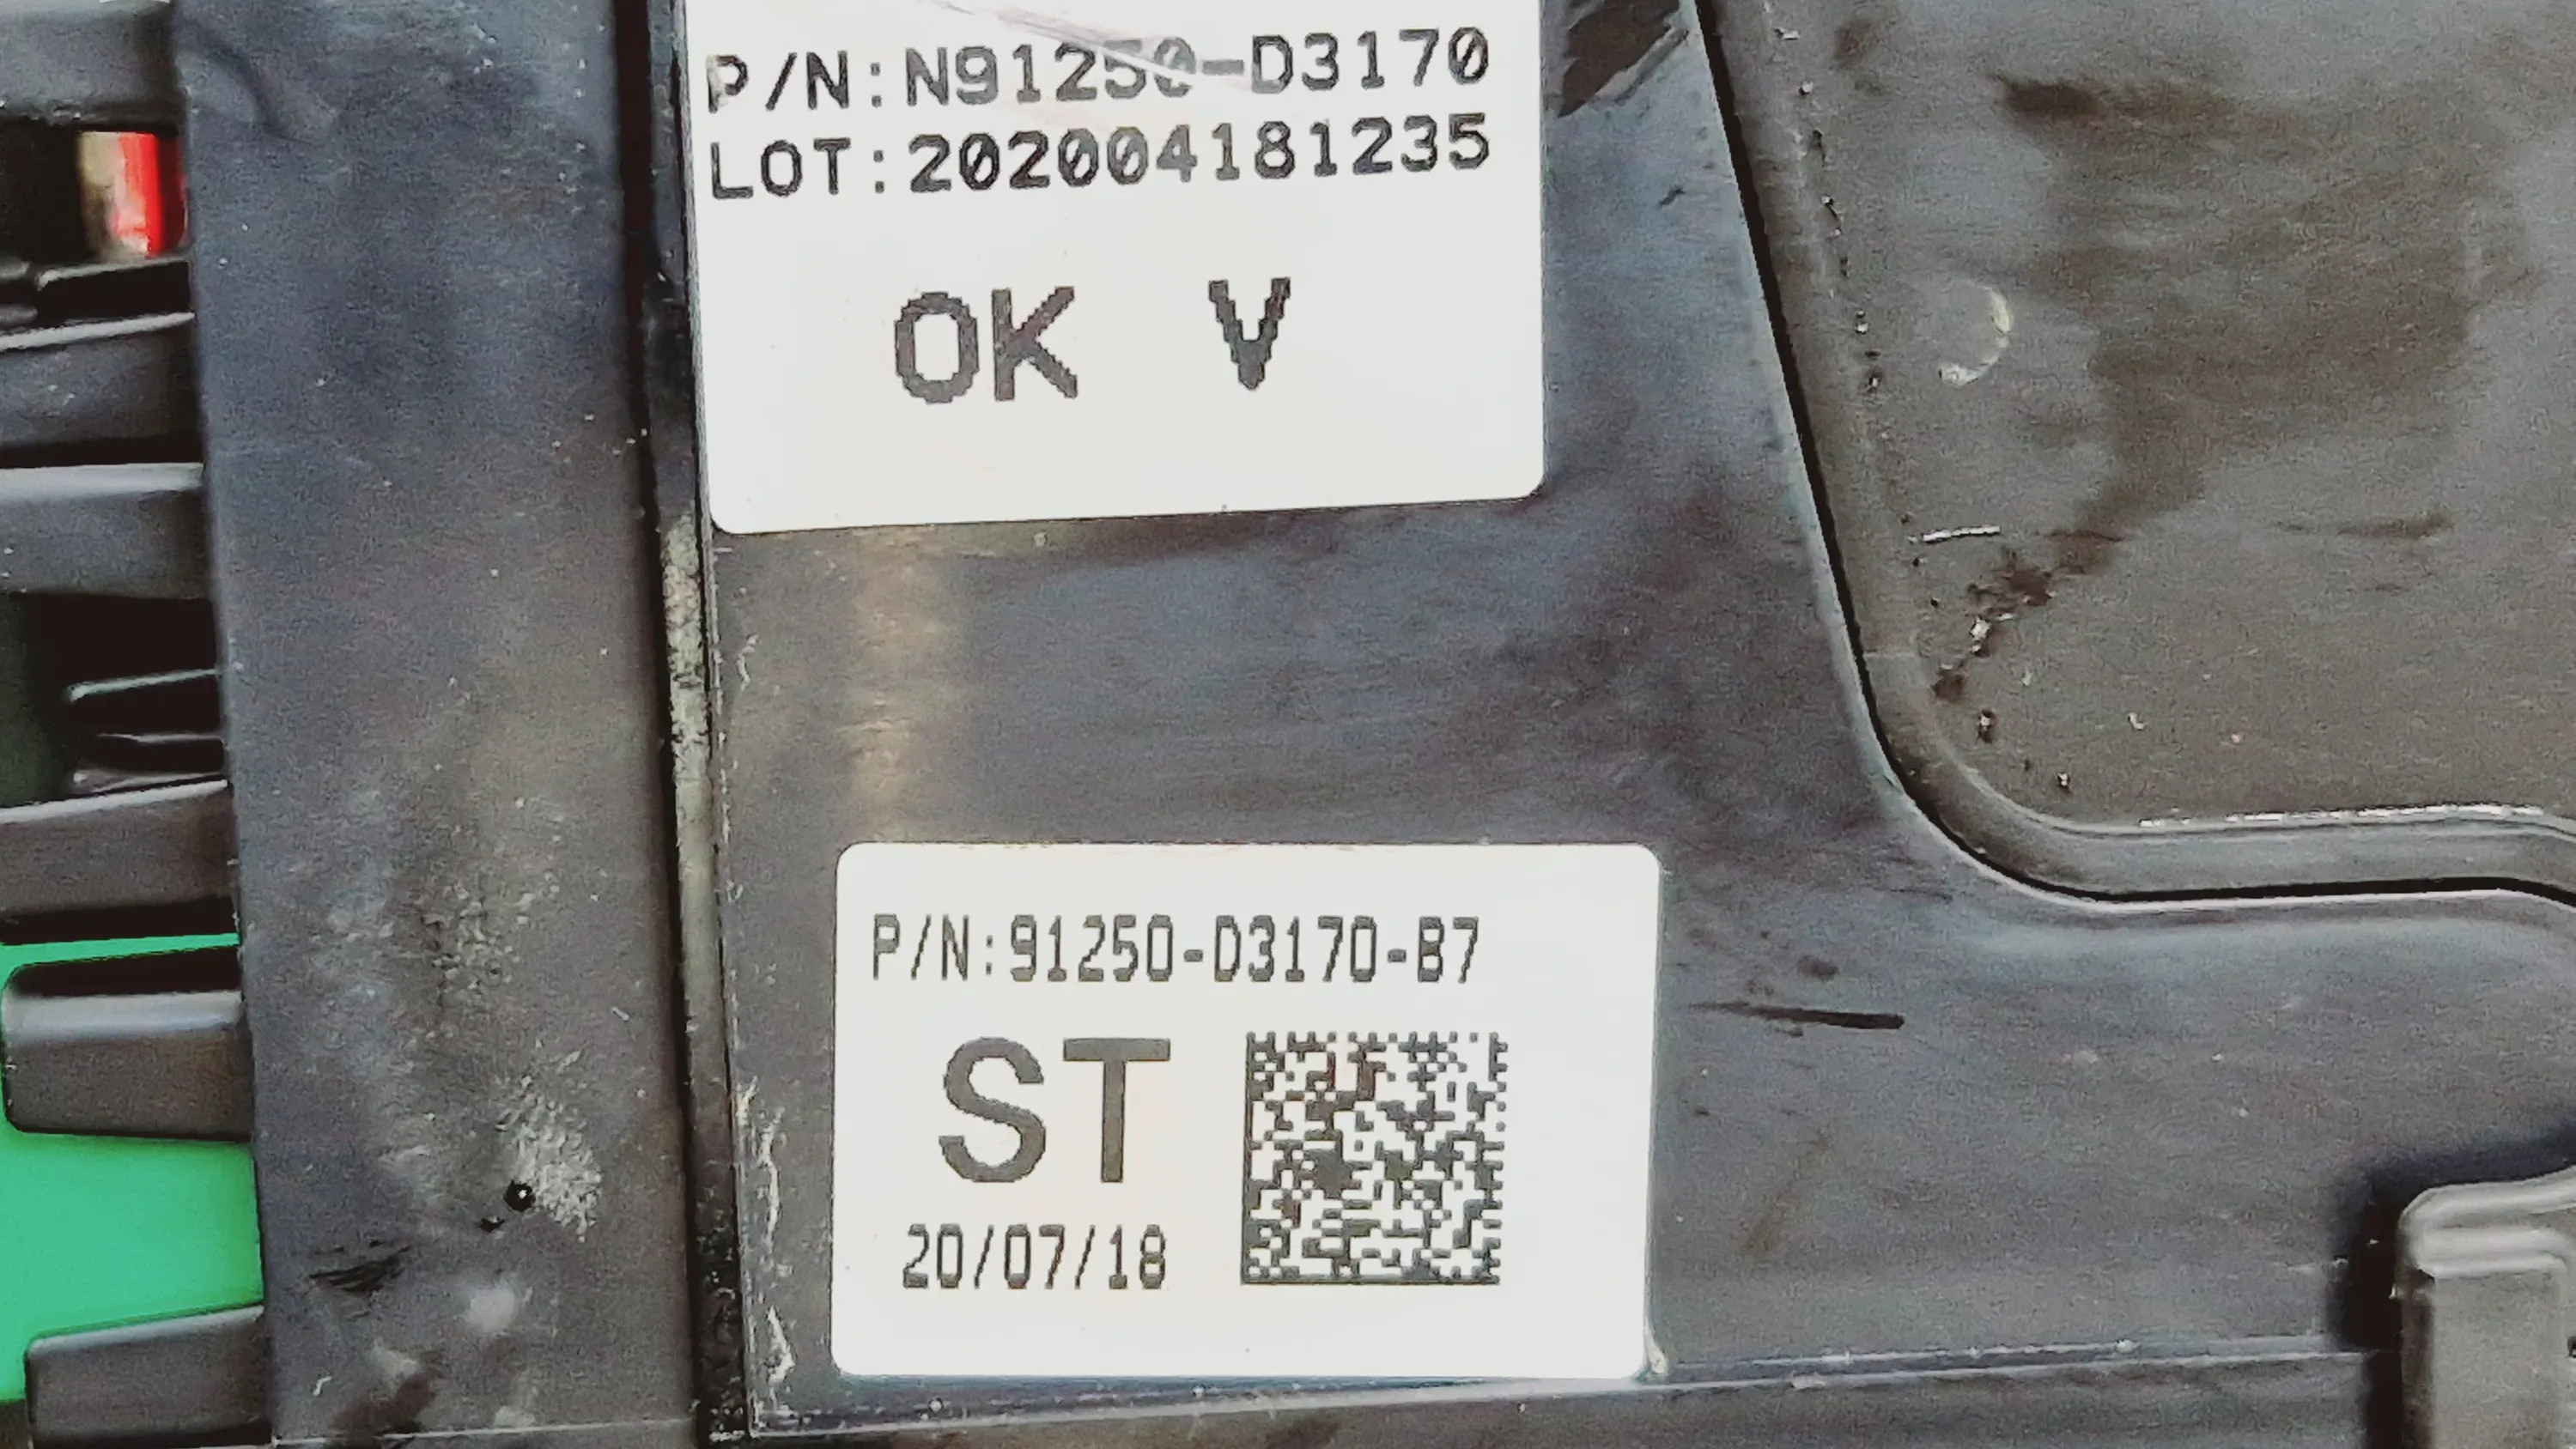 P/N:N91250-D3170
LOT:202004181235
OK V
P/N:91250-D3170-B7
ST
20/07/18